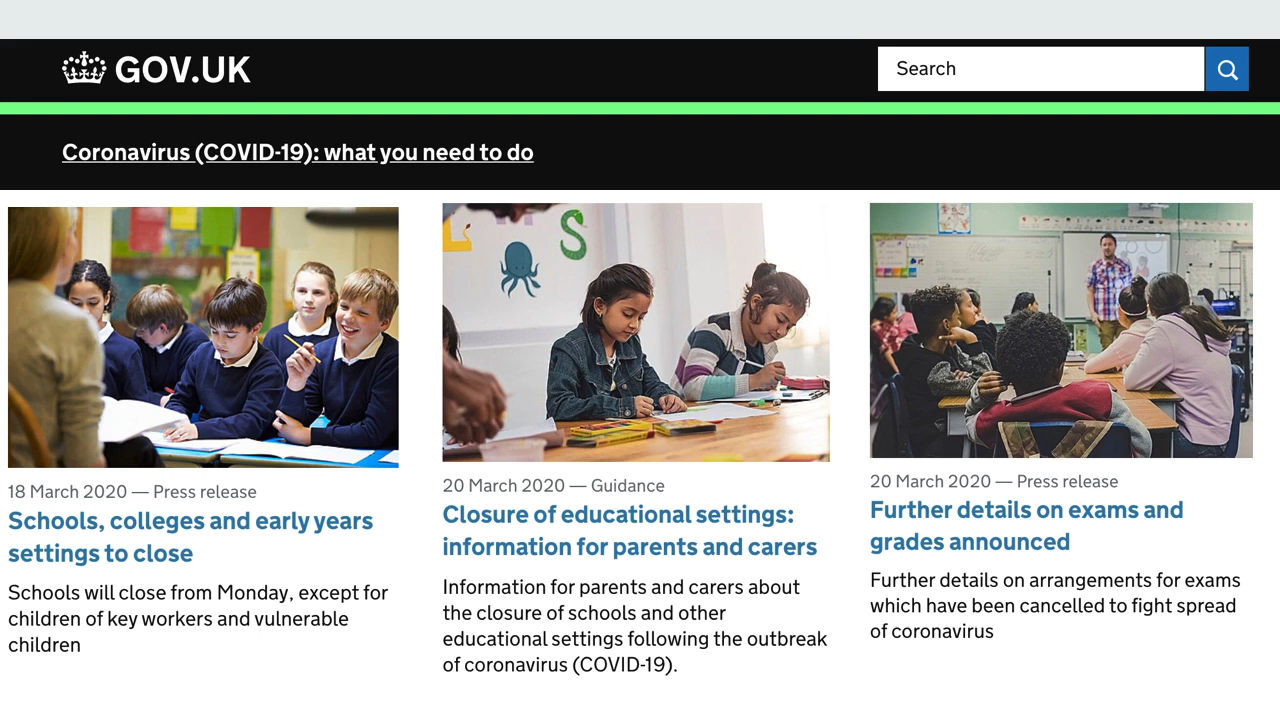 GOV.UK
Search
Coronavirus (COVID-19): what you need to do
18 March 2020 — Press release
Schools, colleges and early years
settings to close
Schools will close from Monday, except for
children of key workers and vulnerable
children
20 March 2020 — Guidance
Closure of educational settings:
information for parents and carers
Information for parents and carers about
the closure of schools and other
educational settings following the outbreak
of coronavirus (COVID-19).
20 March 2020 — Press release
Further details on exams and
grades announced
Further details on arrangements for exams
which have been cancelled to fight spread
of coronavirus